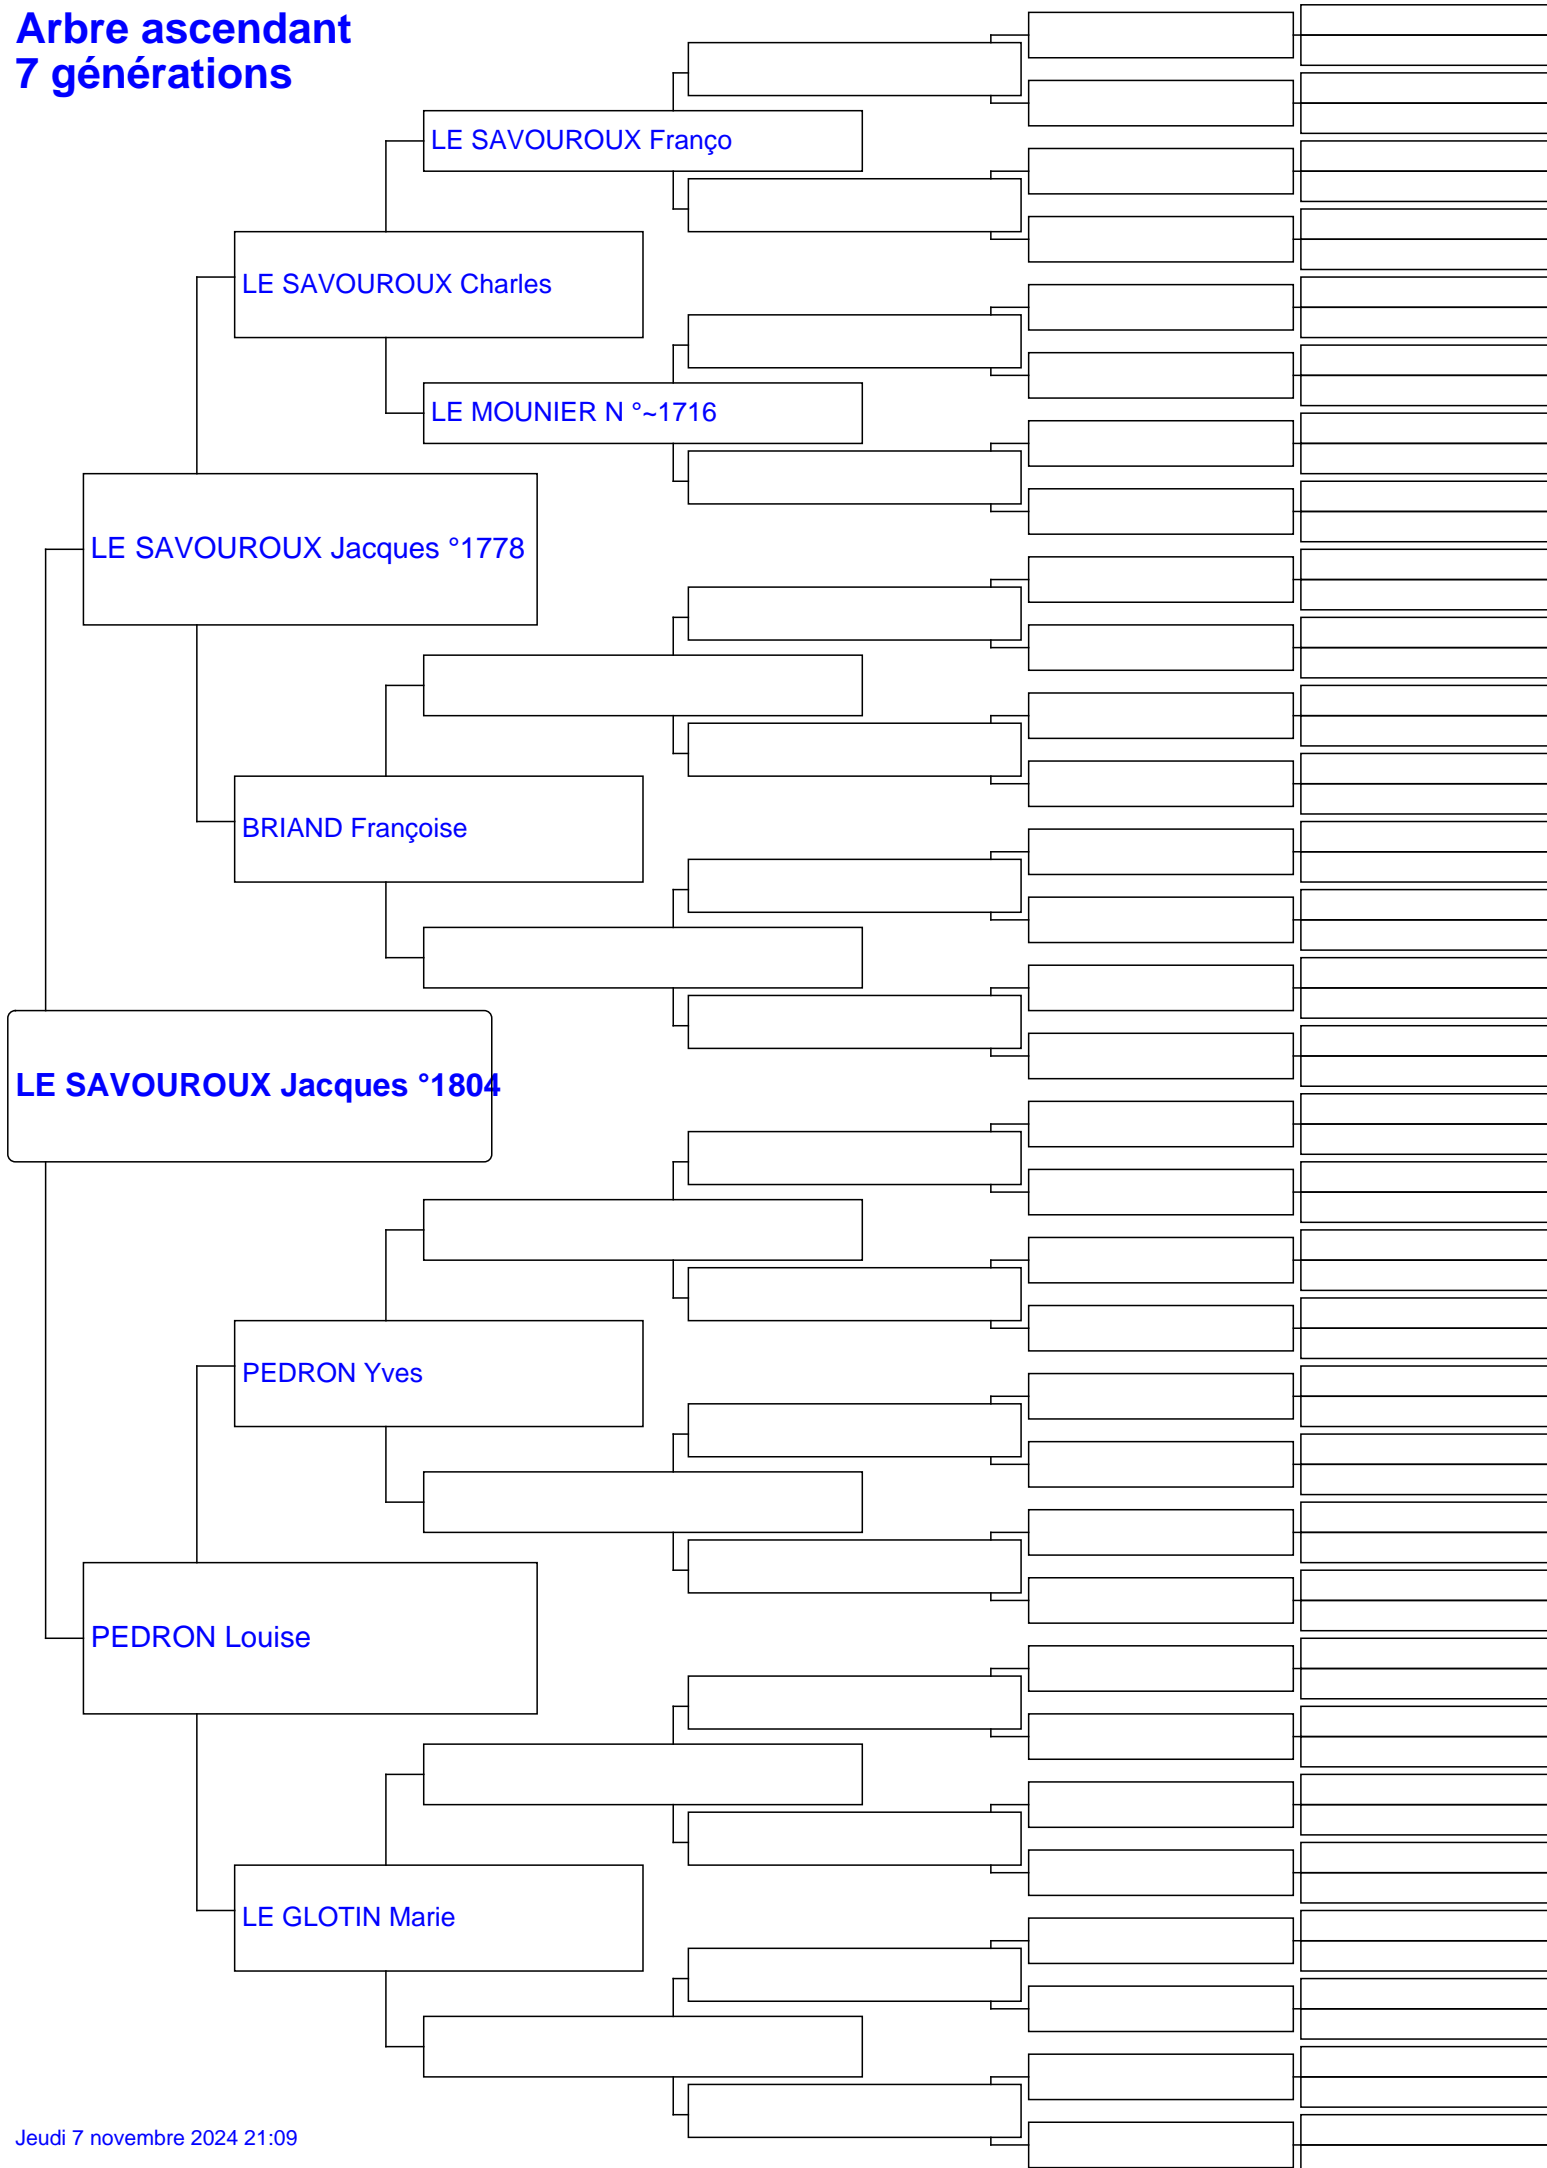 Arbre ascendant
7 générations
LE SAVOUROUX Franço
LE SAVOUROUX Charles
LE MOUNIER N °~1716
LE SAVOUROUX Jacques °1778
BRIAND Françoise
LE SAVOUROUX Jacques °1804
PEDRON Yves
PEDRON Louise
LE GLOTIN Marie
Jeudi 7 novembre 2024 21:09